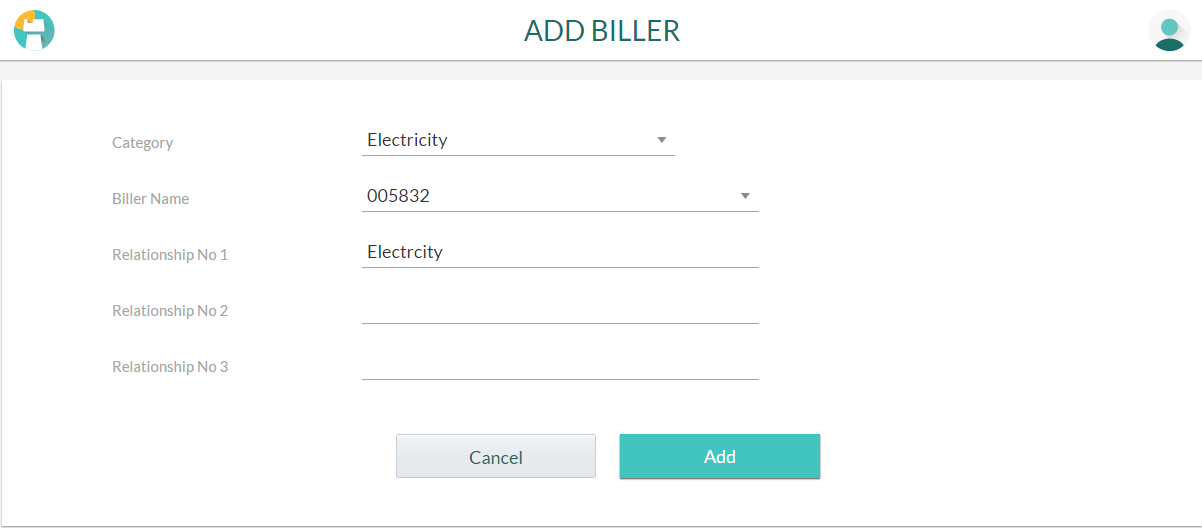 ADD BILLER
Category Electricity
Biller Name 005832
Relationship No 1 Electrcity
Relationship No 2
Relationship No 3
Cancel Add